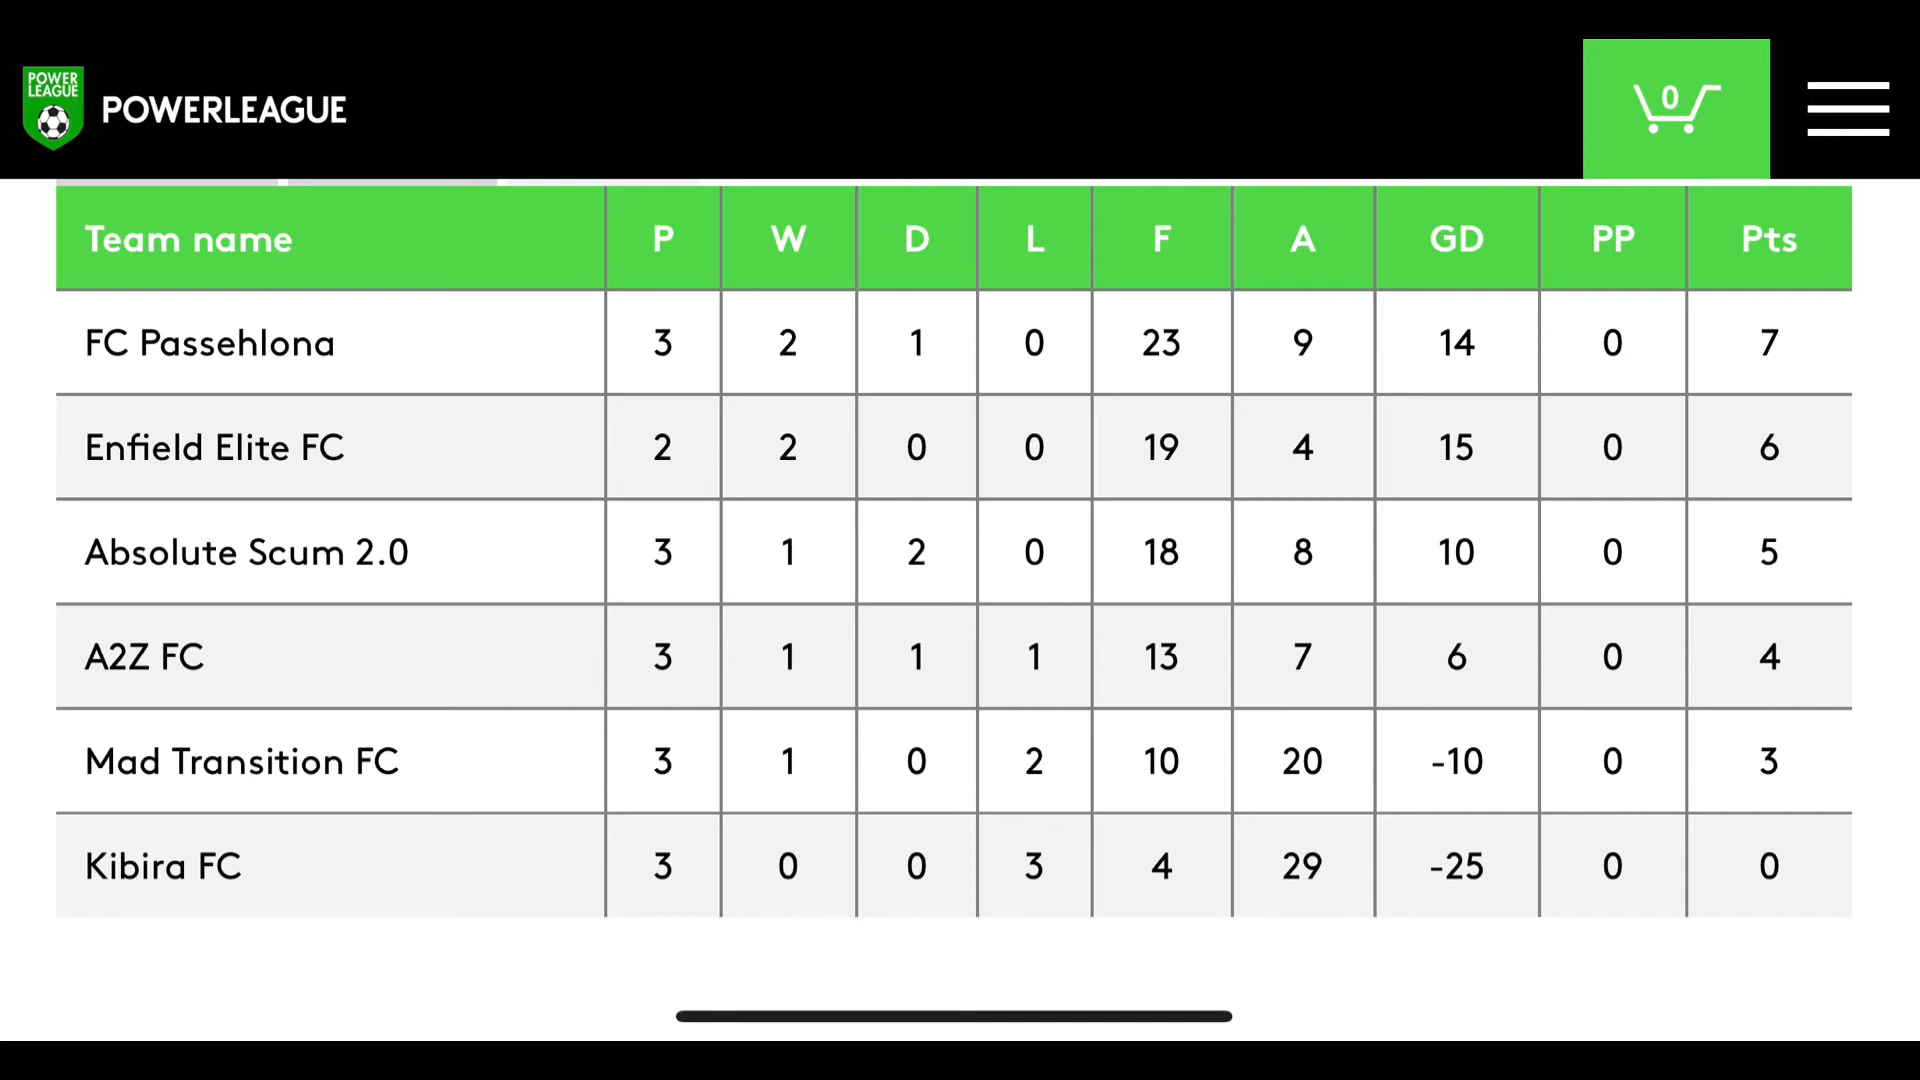 POWER
LEAGUE
POWERLEAGUE
0
Team name P W D L F A GD PP Pts
FC Passehlona 3 2 1 0 23 9 14 0 7
Enfield Elite FC 2 2 0 0 19 4 15 0 6
Absolute Scum 2.0 3 1 2 0 18 8 10 0 5
A2Z FC 3 1 1 1 13 7 6 0 4
Mad Transition FC 3 1 0 2 10 20 -10 0 3
Kibira FC 3 0 0 3 4 29 -25 0 0